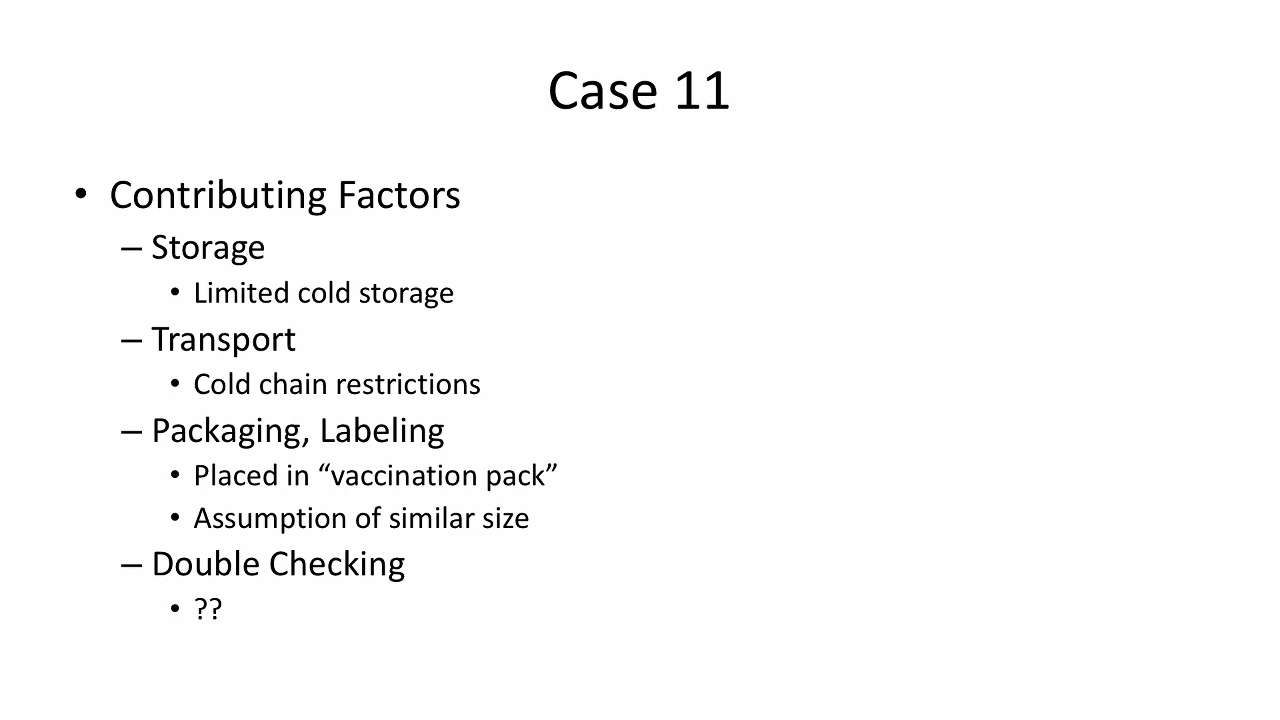 Case 11
• Contributing Factors
– Storage
• Limited cold storage
– Transport
• Cold chain restrictions
– Packaging, Labeling
• Placed in “vaccination pack”
• Assumption of similar size
– Double Checking
• ??